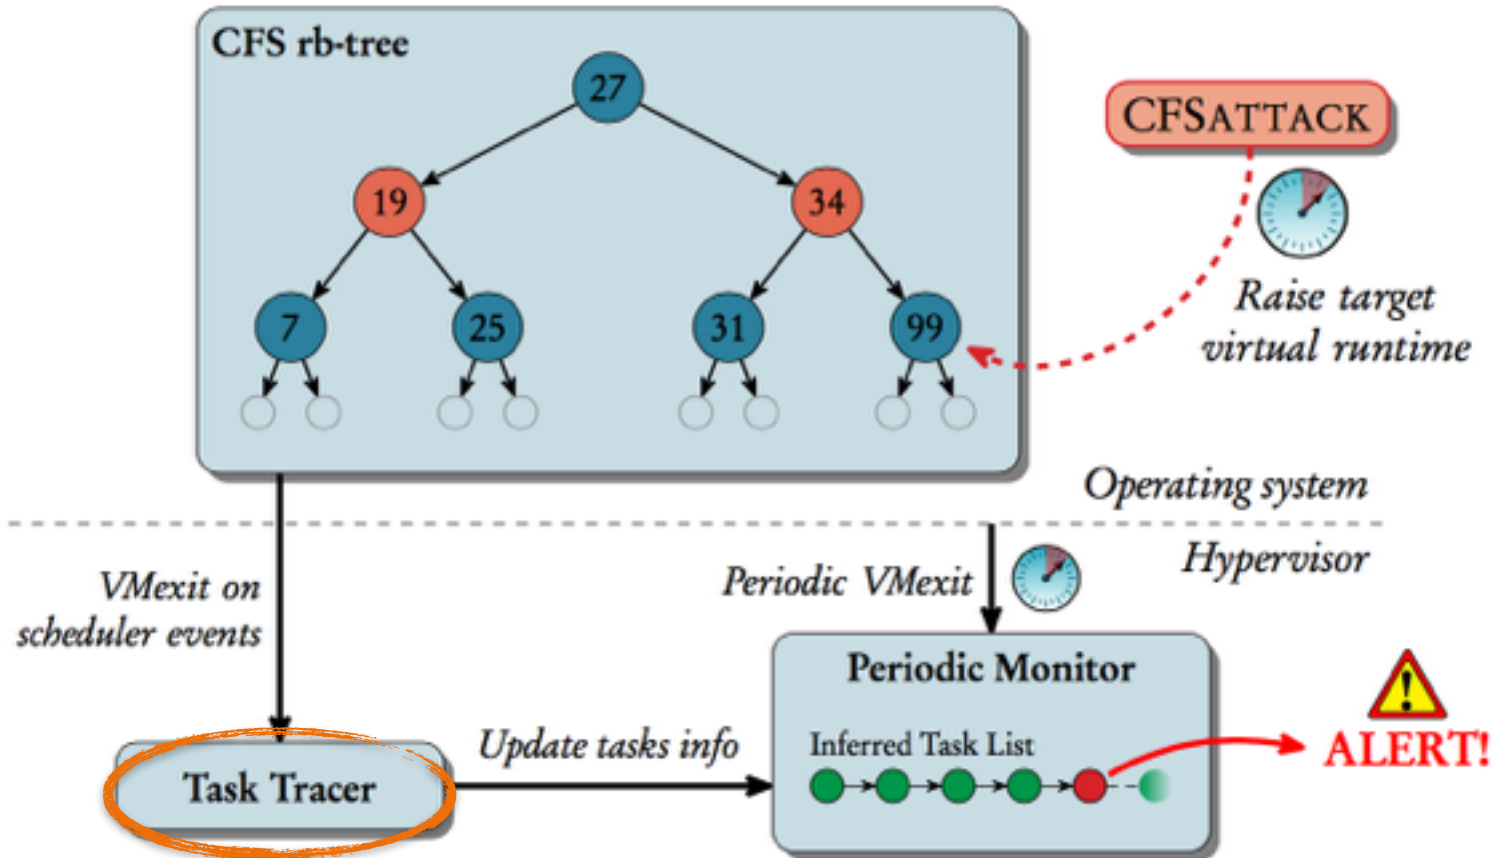 CFS rb-tree
27
19
34
7
25
31
99
CFSATTACK
Raise target
virtual runtime
Operating system
Hypervisor
VMexit on
scheduler events
Periodic VMexit
Periodic Monitor
Inferred Task List
Update tasks info
Task Tracer
ALERT!